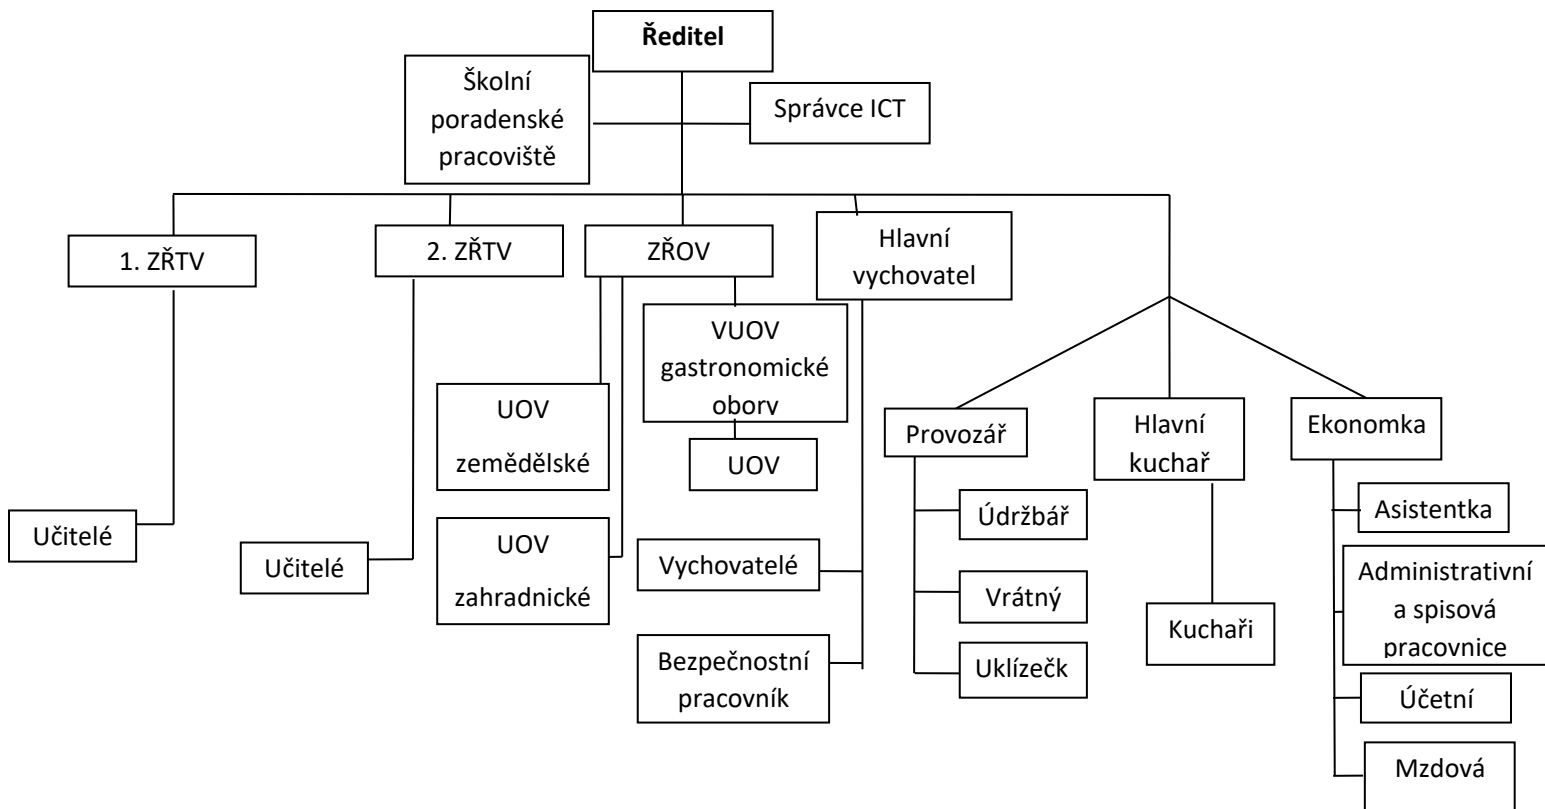 Ředitel
Školní
poradenské
pracoviště
Správce ICT
1. ZŘTV
2. ZŘTV
ZŘOV
Hlavní
vychovatel
VUOV
gastronomické
obory
UOV
zemědělské
UOV
Provozář
Hlavní
kuchař
Ekonomka
Učitelé
Učitelé
UOV
zahradnické
Vychovatelé
Bezpečnostní
pracovník
Údržbář
Vrátný
Uklízečk
Kuchaři
Asistentka
Administrativní
a spisová
pracovnice
Účetní
Mzdová